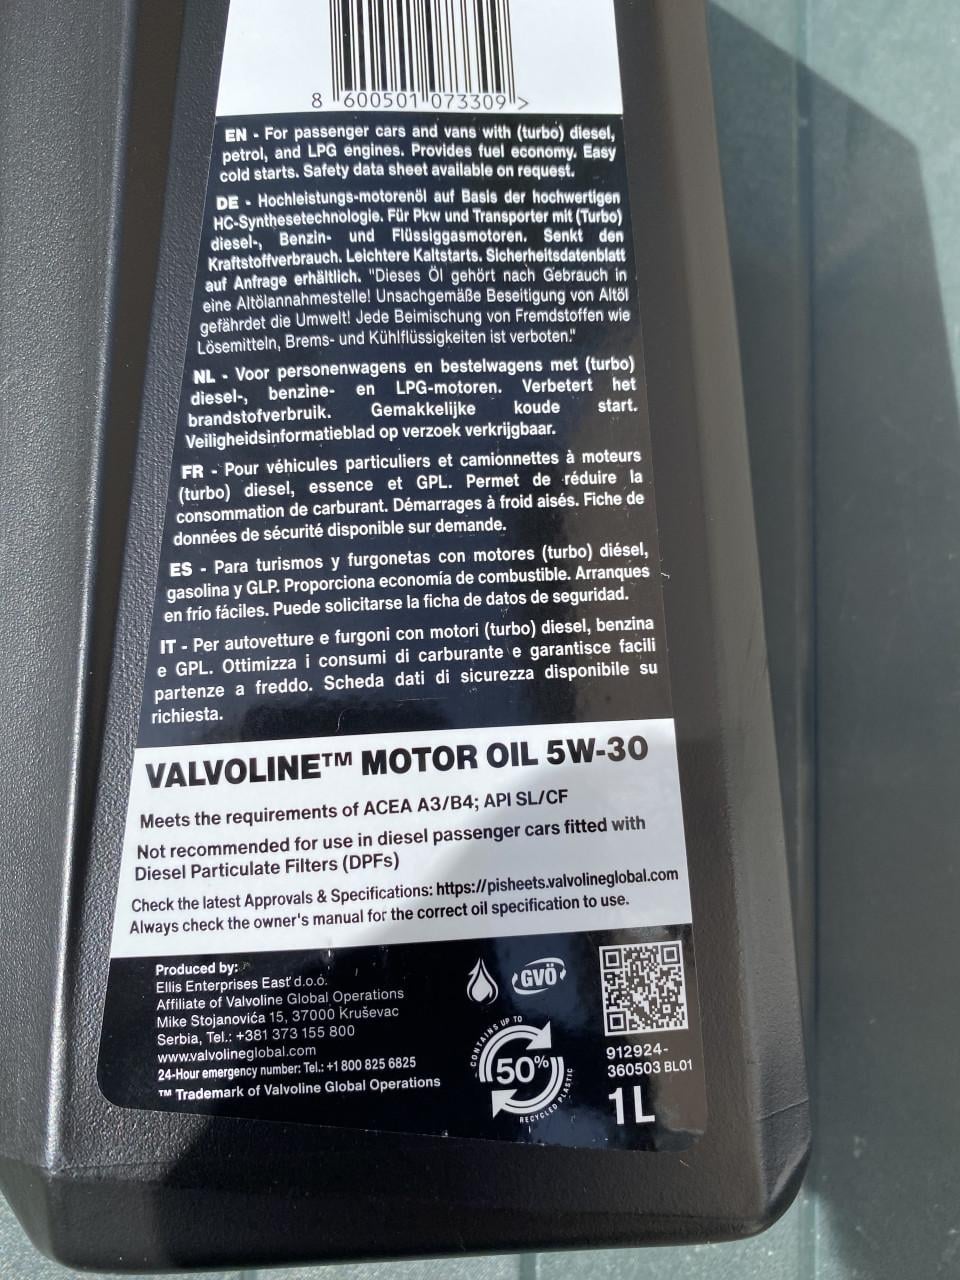 8 600501 073309 >
EN - For passenger cars and vans with (turbo) diesel,
petrol, and LPG engines. Provides fuel economy. Easy
cold starts. Safety data sheet available on request.
DE - Hochleistungs-motorenöl auf Basis der hochwertigen
HC-Synthesetechnologie. Für Pkw und Transporter mit (Turbo)
diesel-, Benzin- und Flüssiggasmotoren. Senkt den
Kraftstoffverbrauch. Leichtere Kaltstarts. Sicherheitsdatenblatt
auf Anfrage erhältlich. "Dieses Öl gehört nach Gebrauch in
eine Altölannahmestelle! Unsachgemäße Beseitigung von Altöl
gefährdet die Umwelt! Jede Beimischung von Fremdstoffen wie
Lösemitteln, Brems- und Kühlflüssigkeiten ist verboten."
NL - Voor personenwagens en bestelwagens met (turbo)
diesel-, benzine- en LPG-motoren. Verbetert het
brandstofverbruik. Gemakkelijke koude start.
Veiligheidsinformatieblad op verzoek verkrijgbaar.
FR - Pour véhicules particuliers et camionnettes à moteurs
(turbo) diesel, essence et GPL. Permet de réduire la
consommation de carburant. Démarrages à froid aisés. Fiche de
données de sécurité disponible sur demande.
ES - Para turismos y furgonetas con motores (turbo) diésel,
gasolina y GLP. Proporciona economía de combustible. Arranques
en frío fáciles. Puede solicitarse la ficha de datos de seguridad.
IT - Per autovetture e furgoni con motori (turbo) diesel, benzina
e GPL. Ottimizza i consumi di carburante e garantisce facili
partenze a freddo. Scheda dati di sicurezza disponibile su
richiesta.
VALVOLINE™ MOTOR OIL 5W-30
Meets the requirements of ACEA A3/B4; API SL/CF
Not recommended for use in diesel passenger cars fitted with
Diesel Particulate Filters (DPFs)
Check the latest Approvals & Specifications: https://pisheets.valvolineglobal.com
Always check the owner's manual for the correct oil specification to use.
Produced by:
Ellis Enterprises East d.o.o.
Affiliate of Valvoline Global Operations
Mike Stojanovića 15, 37000 Kruševac
Serbia, Tel.: +381 373 155 800
www.valvolineglobal.com
24-Hour emergency number: Tel.: +1 800 825 6825
™ Trademark of Valvoline Global Operations
GVÖ
CONTAINS UP TO
50%
RECYCLED PLASTIC
912924-
360503 BL01
1L